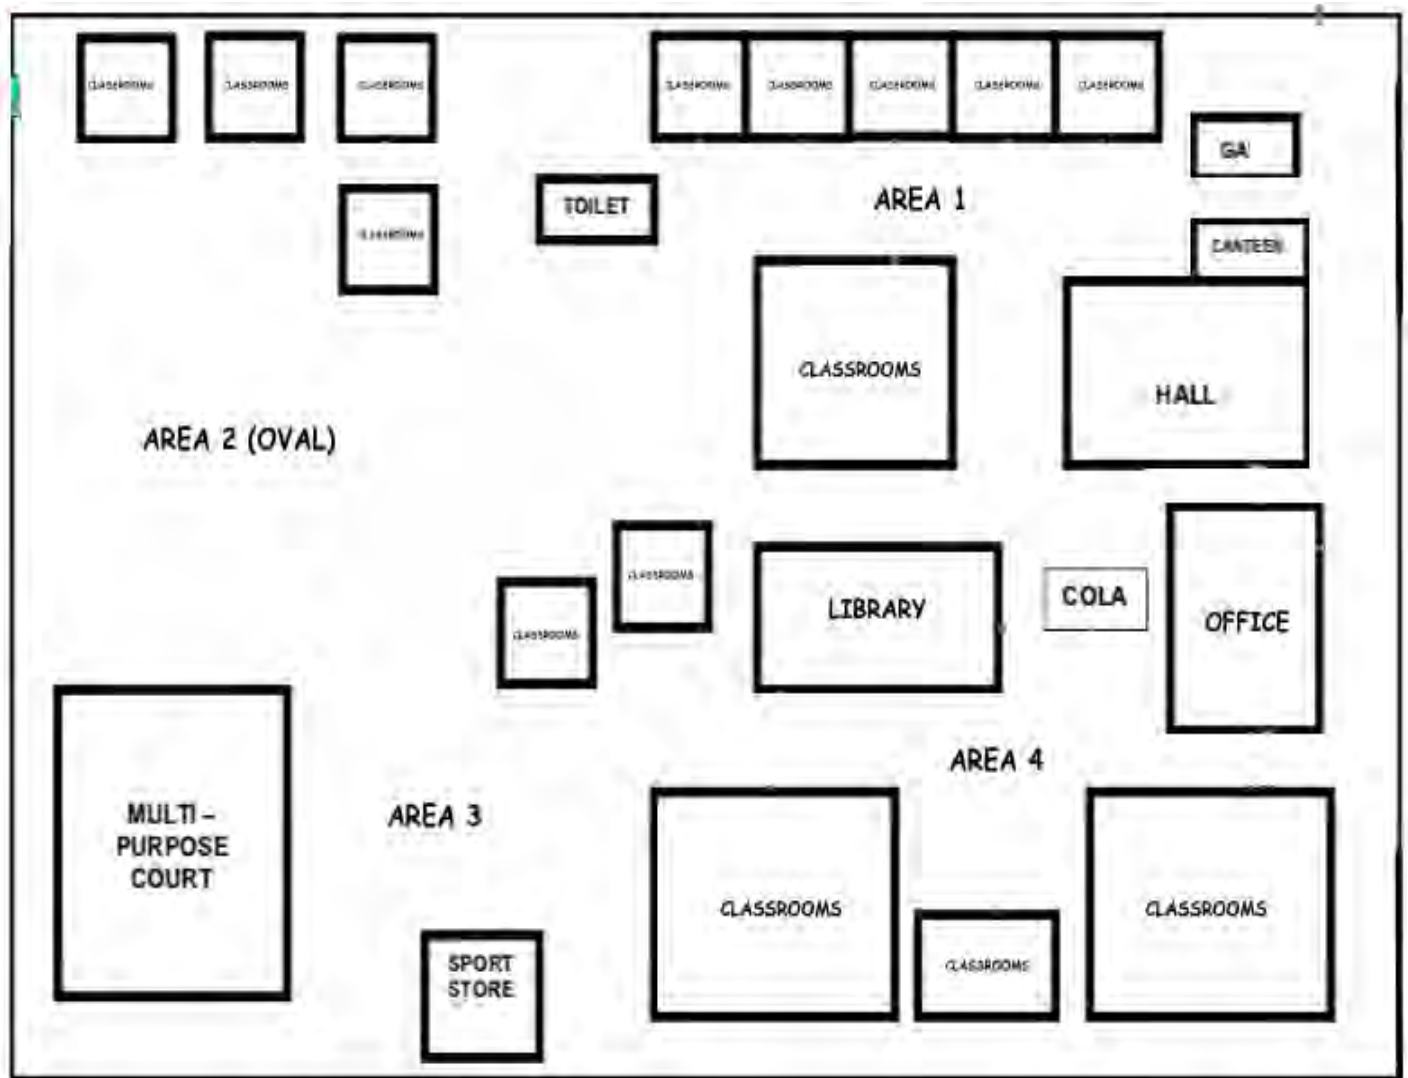 CLASSROOMS
CLASSROOMS
CLASSROOMS
CLASSROOMS
CLASSROOMS
CLASSROOMS
CLASSROOMS
CLASSROOMS
GA
TOILET
AREA 1
CLASSROOMS
CANTEEN
CLASSROOMS
HALL
AREA 2 (OVAL)
CLASSROOMS
CLASSROOMS
LIBRARY
COLA
OFFICE
AREA 4
MULTI –
PURPOSE
COURT
AREA 3
CLASSROOMS
CLASSROOMS
CLASSROOMS
SPORT
STORE